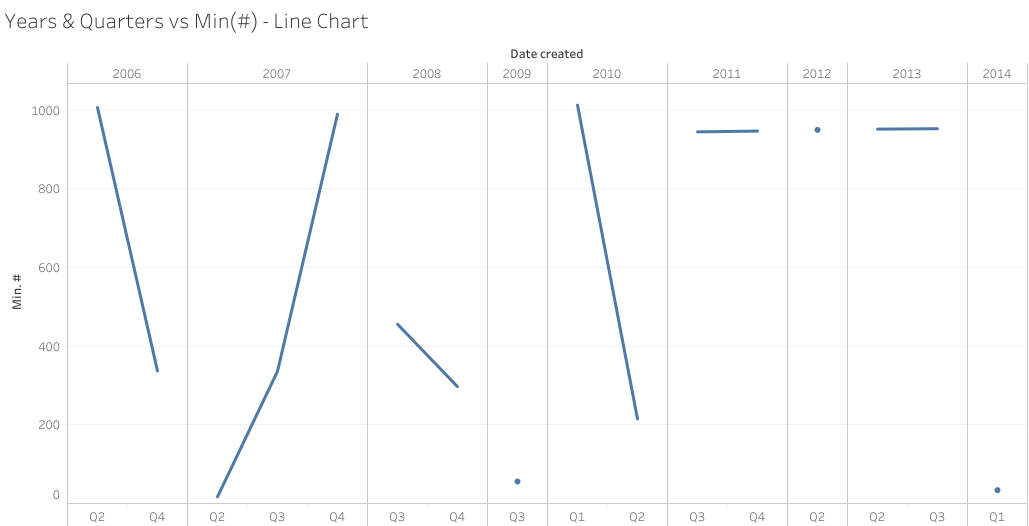 Years & Quarters vs Min(#) - Line Chart
Date created
2006 2007 2008 2009 2010 2011 2012 2013 2014
1000
800
600
400
200
0
Min. #
Q2 Q4 Q2 Q3 Q4 Q3 Q4 Q3 Q1 Q2 Q3 Q4 Q2 Q2 Q3 Q1